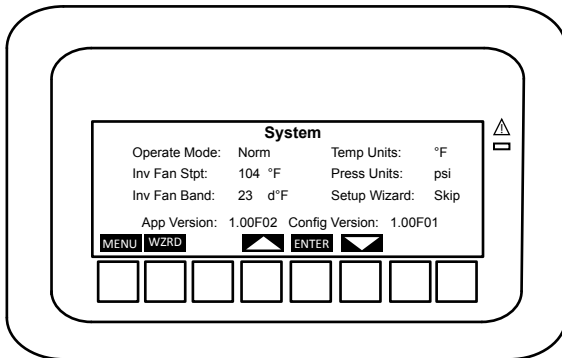 System
Operate Mode: Norm Temp Units: °F
Inv Fan Stpt: 104 °F Press Units: psi
Inv Fan Band: 23 d°F Setup Wizard: Skip
App Version: 1.00F02 Config Version: 1.00F01
MENU WZRD ENTER